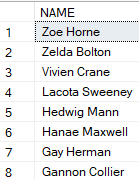 NAME
1 Zoe Horne
2 Zelda Bolton
3 Vivien Crane
4 Lacota Sweeney
5 Hedwig Mann
6 Hanae Maxwell
7 Gay Herman
8 Gannon Collier